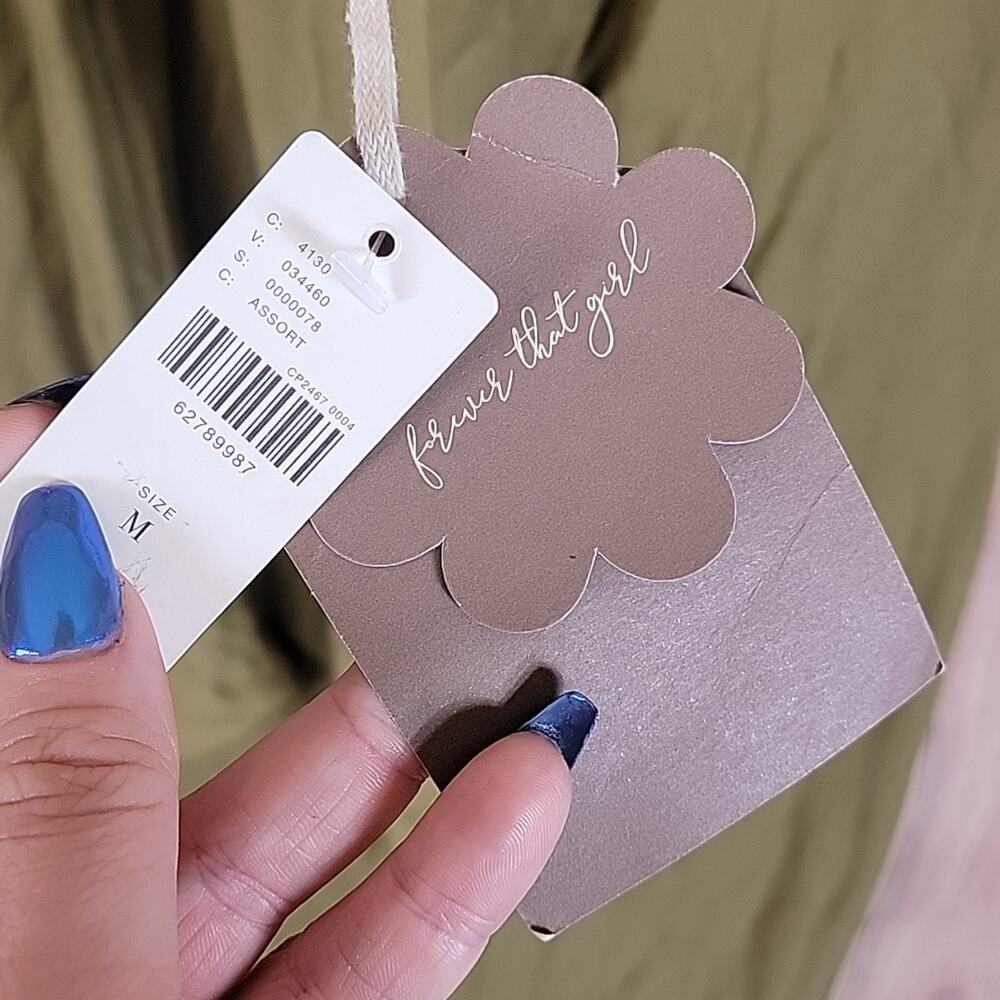 C: 4130
V: 034460
S: 0000078
C: ASSORT
CP2467 0004
62789987
SIZE
M
forever that girl